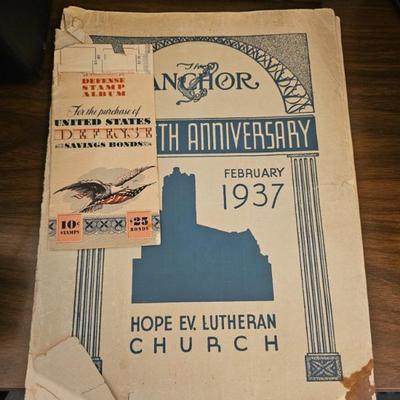 DEFENSE
STAMP
ALBUM
For the purchase of
UNITED STATES
DEFENSE
SAVINGS BONDS
10¢
STAMPS
$25
BONDS
The
ANCHOR
TH ANNIVERSARY
FEBRUARY
1937
HOPE EV. LUTHERAN
CHURCH